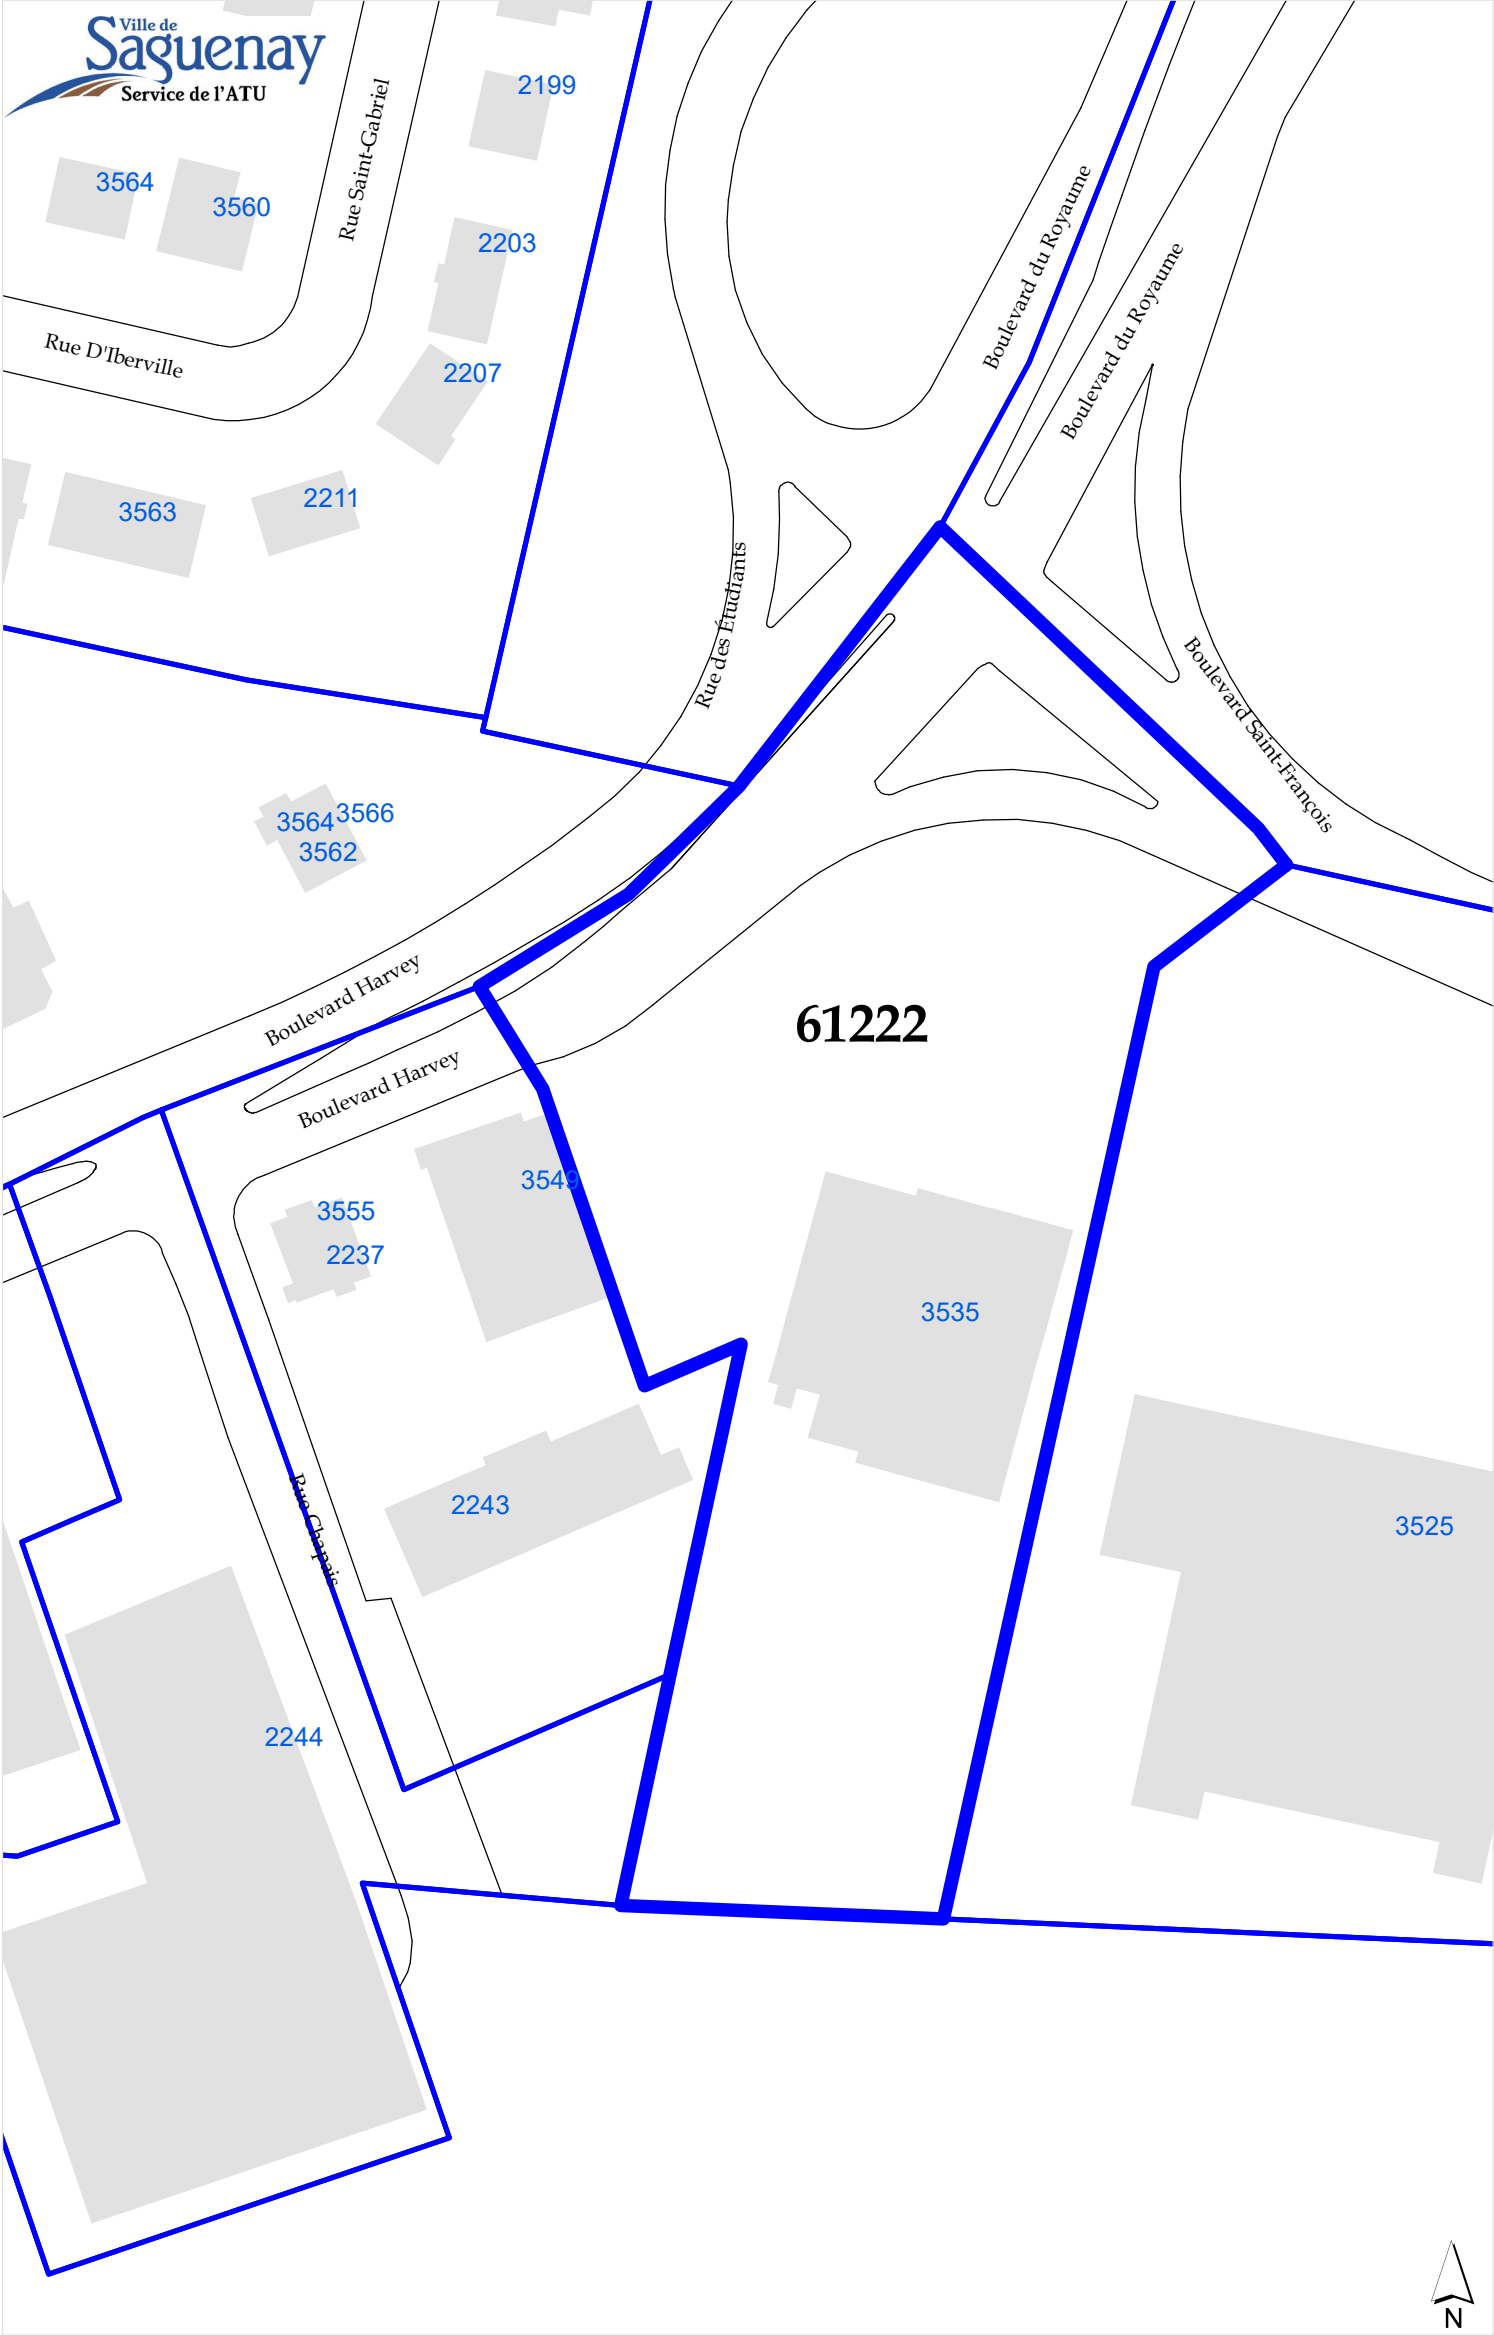 Ville de
Saguenay
Service de l'ATU
2199
Rue Saint-Gabriel
3564
3560
2203
Boulevard du Royaume
Boulevard du Royaume
Rue D'Iberville
2207
2211
3563
Rue des Étudiants
Boulevard Saint-François
3566
3564
3562
Boulevard Harvey
61222
Boulevard Harvey
3549
3555
2237
3535
2243
Rue Chapais
3525
2244
N